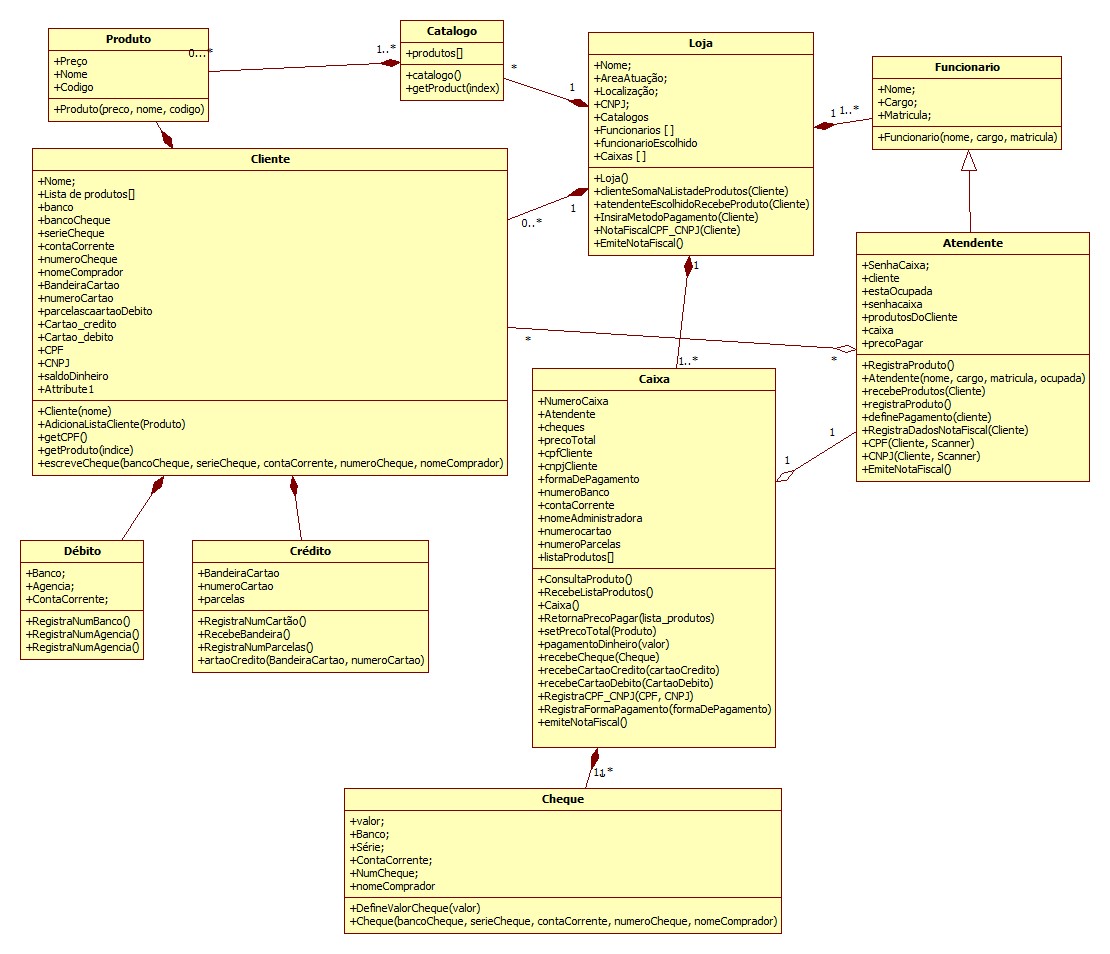 Produto
+Preço
+Nome
+Codigo
+Produto(preco, nome, codigo)
0...*
1..*
Catalogo
+produtos[]
+catalogo()
+getProduct(index)
*
1
Loja
+Nome;
+AreaAtuação;
+Localização;
+CNPJ;
+Catalogos
+Funcionarios [ ]
+funcionarioEscolhido
+Caixas [ ]
+Loja()
+clienteSomaNaListadeProdutos(Cliente)
+atendenteEscolhidoRecebeProduto(Cliente)
+InsiraMetodoPagamento(Cliente)
+NotaFiscalCPF_CNPJ(Cliente)
+EmiteNotaFiscal()
1
1..*
Funcionario
+Nome;
+Cargo;
+Matricula;
+Funcionario(nome, cargo, matricula)
Cliente
+Nome;
+Lista de produtos[]
+banco
+bancoCheque
+serieCheque
+contaCorrente
+numeroCheque
+nomeComprador
+BandeiraCartao
+numeroCartao
+parcelascaartaoDebito
+Cartao_credito
+Cartao_debito
+CPF
+CNPJ
+saldoDinheiro
+Attribute1
+Cliente(nome)
+AdicionaListaCliente(Produto)
+getCPF()
+getProduto(indice)
+escreveCheque(bancoCheque, serieCheque, contaCorrente, numeroCheque, nomeComprador)
0..*
1
1
1..*
*
*
Atendente
+SenhaCaixa;
+cliente
+estaOcupada
+senhacaixa
+produtosDoCliente
+caixa
+precoPagar
+RegistraProduto()
+Atendente(nome, cargo, matricula, ocupada)
+recebeProdutos(Cliente)
+registraProduto()
+definePagamento(cliente)
+RegistraDadosNotaFiscal(Cliente)
+CPF(Cliente, Scanner)
+CNPJ(Cliente, Scanner)
+EmiteNotaFiscal()
1
1
Caixa
+NumeroCaixa
+Atendente
+cheques
+precoTotal
+cpfCliente
+cnpjCliente
+formaDePagamento
+numeroBanco
+contaCorrente
+nomeAdministradora
+numerocartao
+numeroParcelas
+listaProdutos[]
+ConsultaProduto()
+RecebeListaProdutos()
+Caixa()
+RetornaPrecoPagar(lista_produtos)
+setPrecoTotal(Produto)
+pagamentoDinheiro(valor)
+recebeCheque(Cheque)
+recebeCartaoCredito(cartaoCredito)
+recebeCartaoDebito(CartaoDebito)
+RegistraCPF_CNPJ(CPF, CNPJ)
+RegistraFormaPagamento(formaDePagamento)
+emiteNotaFiscal()
Débito
+Banco;
+Agencia;
+ContaCorrente;
+RegistraNumBanco()
+RegistraNumAgencia()
+RegistraNumAgencia()
Crédito
+BandeiraCartao
+numeroCartao
+parcelas
+RegistraNumCartão()
+RecebeBandeira()
+RegistraNumParcelas()
+artaoCredito(BandeiraCartao, numeroCartao)
Cheque
+valor;
+Banco;
+Série;
+ContaCorrente;
+NumCheque;
+nomeComprador
+DefineValorCheque(valor)
+Cheque(bancoCheque, serieCheque, contaCorrente, numeroCheque, nomeComprador)